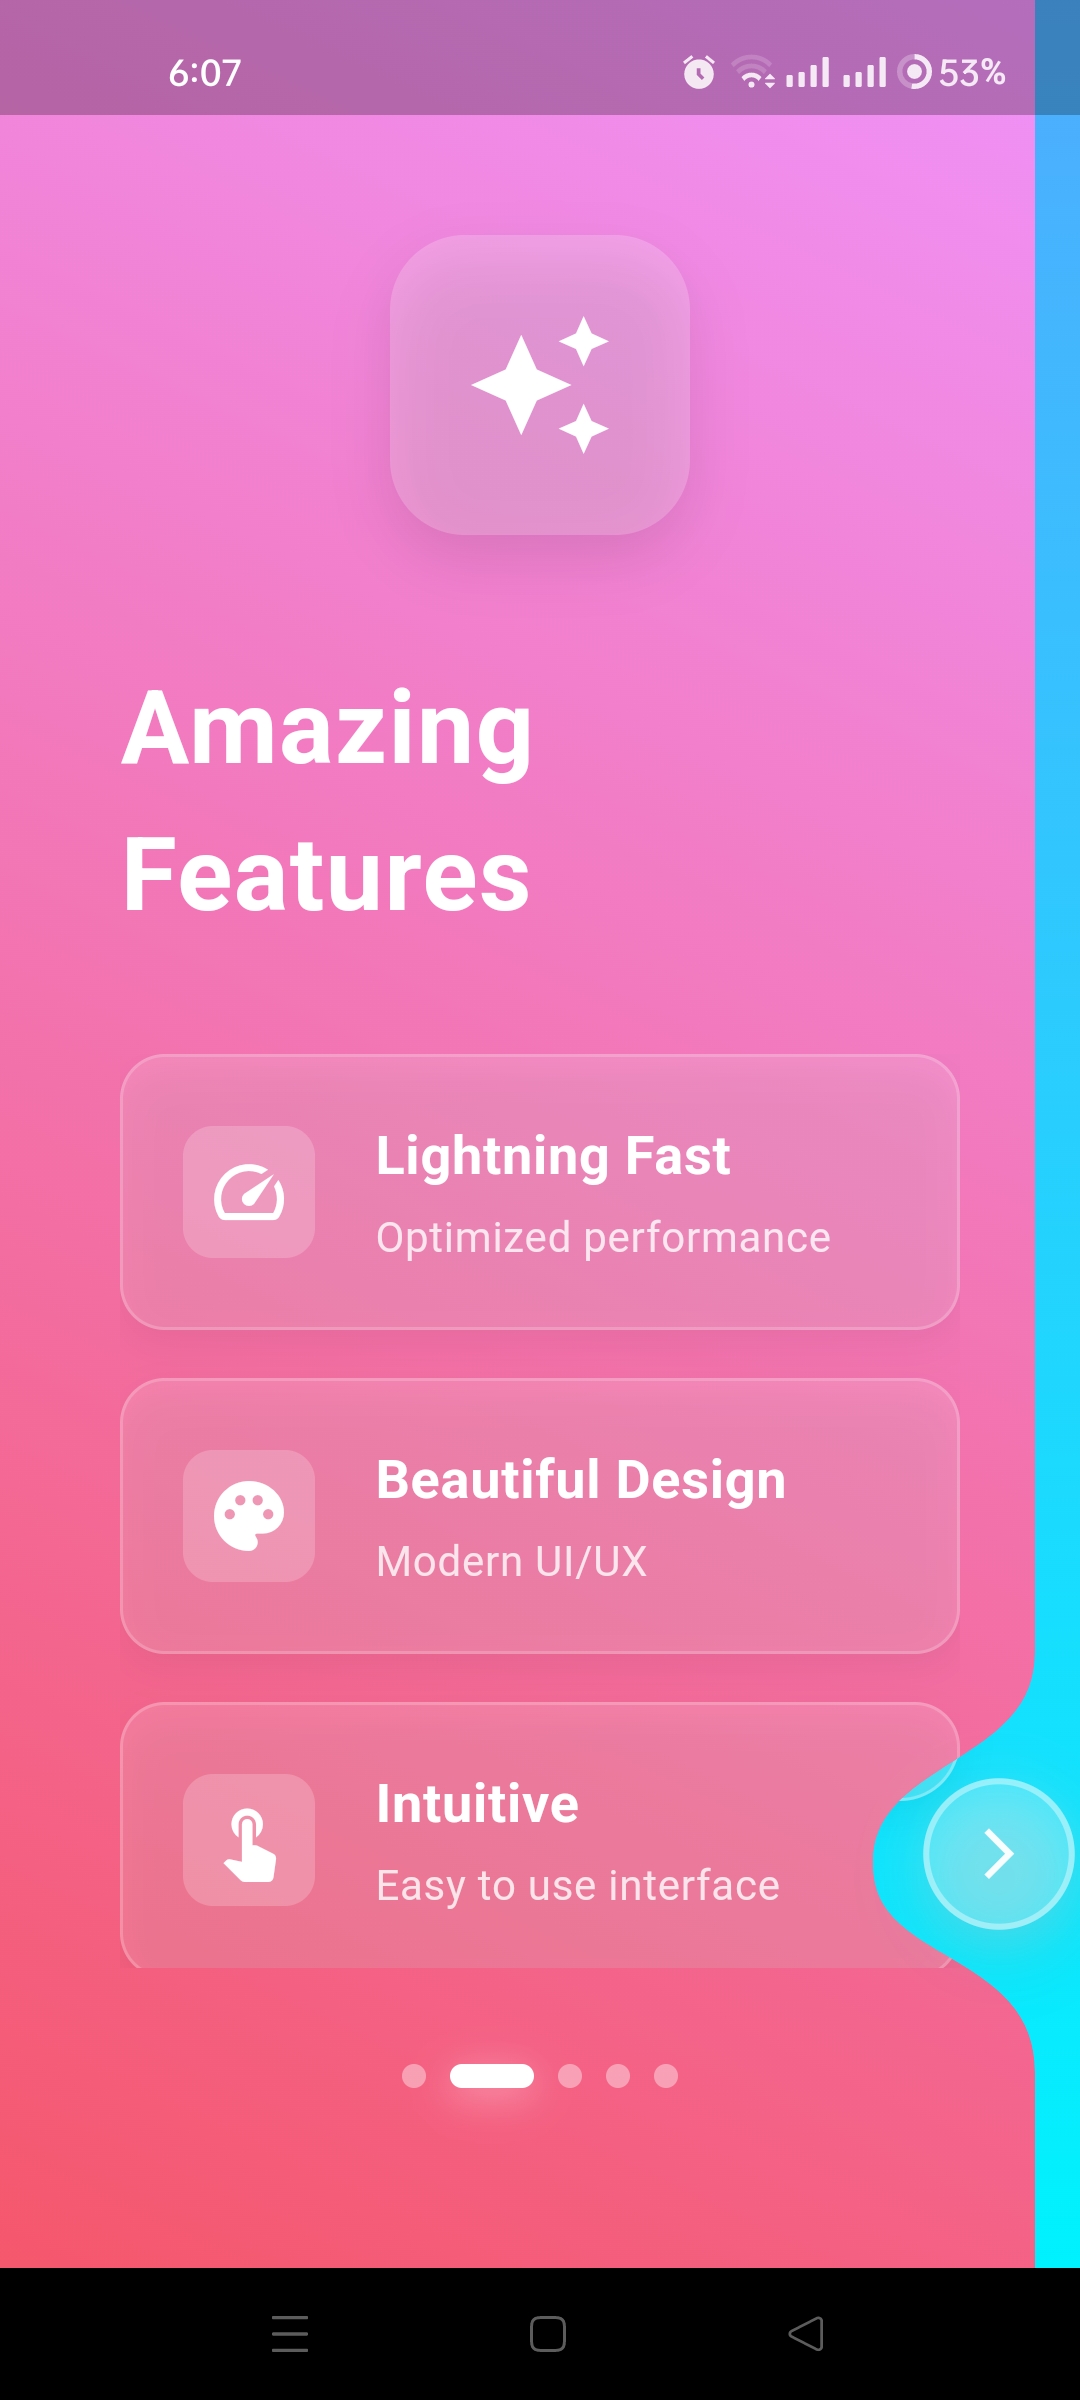 6:07
53%
Amazing
Features
Lightning Fast
Optimized performance
Beautiful Design
Modern UI/UX
Intuitive
Easy to use interface